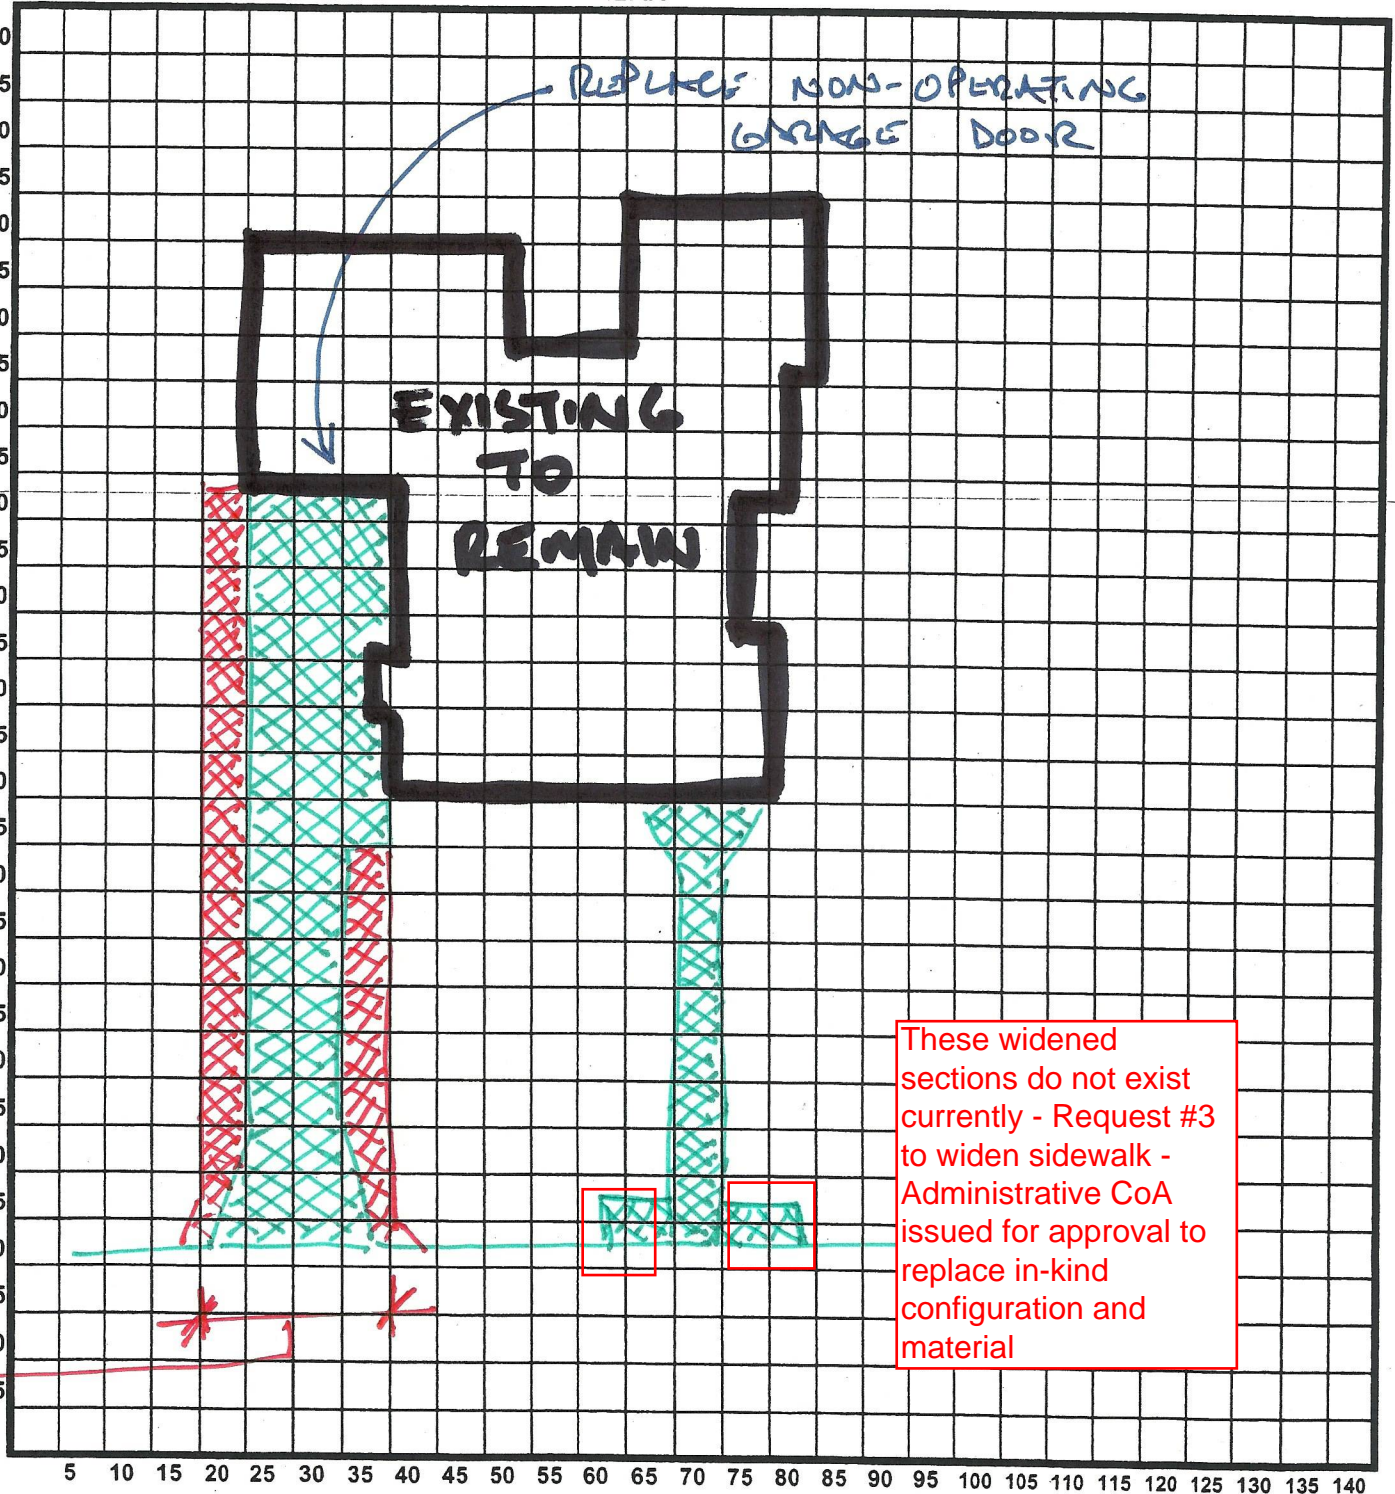 REPLACE NON-OPERATING
GARAGE DOOR
EXISTING
TO
REMAIN
These widened
sections do not exist
currently - Request #3
to widen sidewalk -
Administrative CoA
issued for approval to
replace in-kind
configuration and
material
5 10 15 20 25 30 35 40 45 50 55 60 65 70 75 80 85 90 95 100 105 110 115 120 125 130 135 140